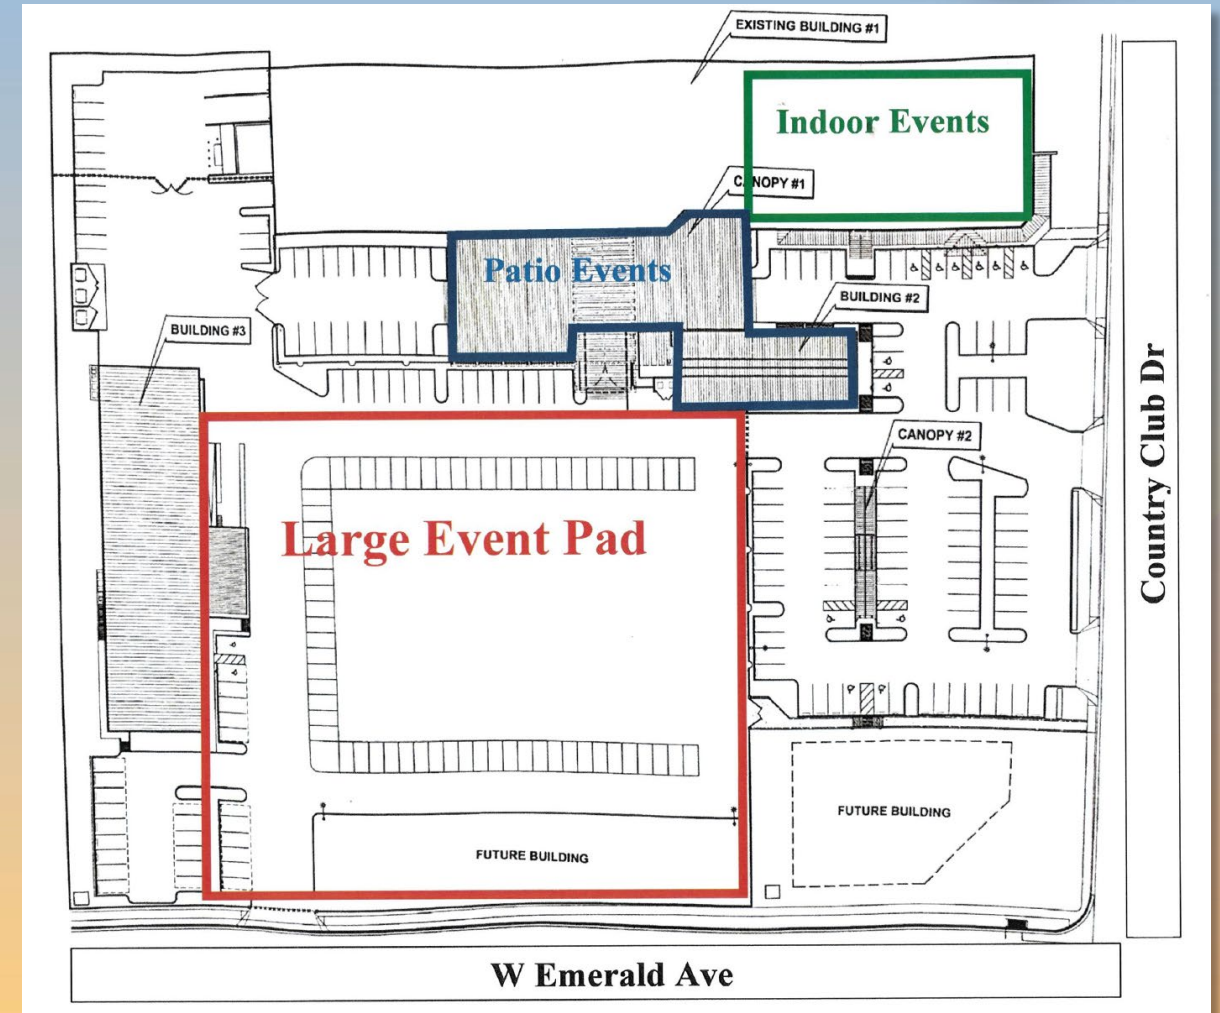 EXISTING BUILDING #1
Indoor Events
CANOPY #1
Patio Events
BUILDING #2
BUILDING #3
CANOPY #2
Large Event Pad
Country Club Dr
FUTURE BUILDING
FUTURE BUILDING
W Emerald Ave